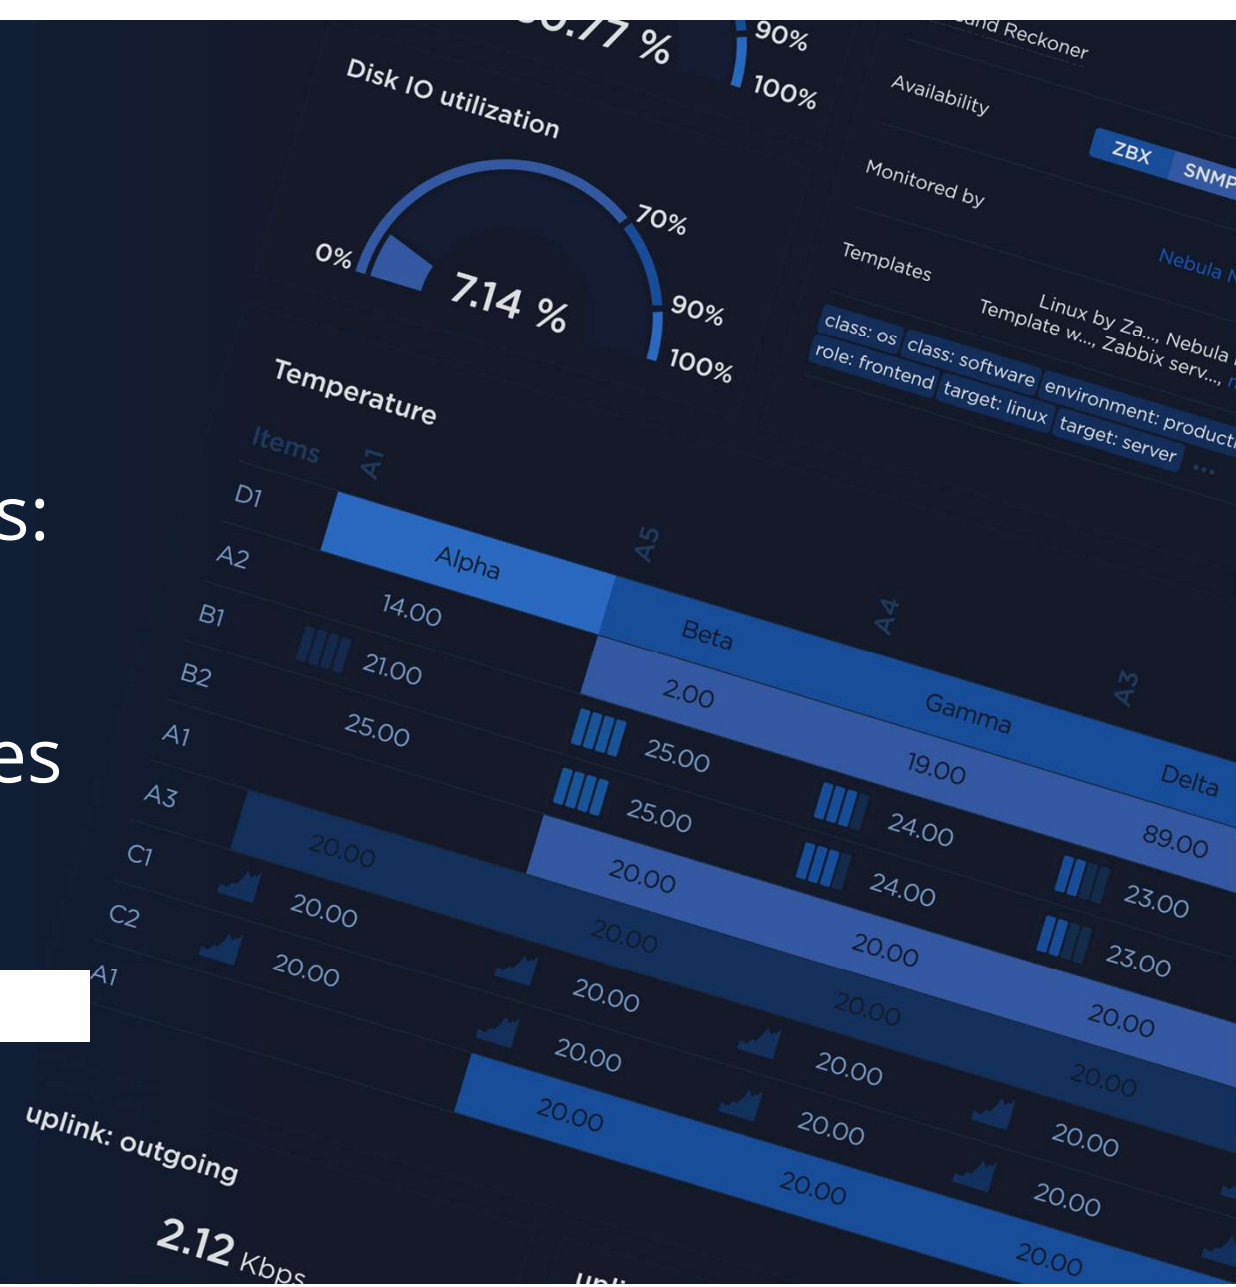 s:
es
0.77 %
90%
100%
Disk IO utilization
0%
70%
90%
100%
7.14 %
Reckoner
Availability
ZBX SNMP
Monitored by
Nebula
Templates
Linux by Za..., Nebula
Template w..., Zabbix serv...,
class: os class: software environment: producti
role: frontend target: linux target: server ...
Temperature
Items A1 A5 A4 A3
D1 Alpha Beta Gamma Delta
A2 14.00 2.00 19.00 89.00
B1 21.00 25.00 24.00 23.00
B2 25.00 25.00 24.00 23.00
A1 20.00 20.00 20.00
A3 20.00 20.00 20.00 20.00
C1 20.00 20.00 20.00 20.00
C2 20.00 20.00 20.00 20.00
A1 20.00 20.00 20.00
uplink: outgoing
2.12 Kbps